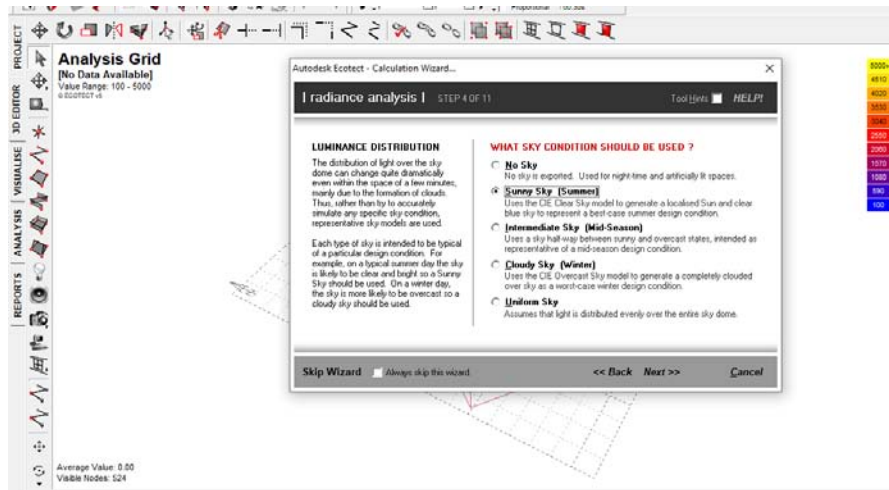 Proportional
PROJECT
3D EDITOR
VISUALISE
ANALYSIS
REPORTS
Analysis Grid
[No Data Available]
Value Range: 100 - 5000
© ECOTECT v5
Autodesk Ecotect - Calculation Wizard...
| radiance analysis | STEP 4 OF 11
Tool Hints
HELP!
LUMINANCE DISTRIBUTION
The distribution of light over the sky
dome can change quite dramatically
even within the space of a few minutes,
mainly due to the formation of clouds.
Thus, rather than try to accurately
simulate any specific sky condition,
representative sky models are used.
Each type of sky is intended to be typical
of a particular design condition. For
example, on a typical summer day the sky
is likely to be clear and bright so a Sunny
Sky should be used. On a winter day,
the sky is more likely to be overcast so a
cloudy sky should be used.
WHAT SKY CONDITION SHOULD BE USED ?
No Sky
No sky is exported. Used for night-time and artificially lit spaces.
Sunny Sky (Summer)
Uses the CIE Clear Sky model to generate a localised Sun and clear
blue sky to represent a best-case summer design condition.
Intermediate Sky (Mid-Season)
Uses a sky half-way between sunny and overcast states, intended as
representative of a mid-season design condition.
Cloudy Sky (Winter)
Uses the CIE Overcast Sky model to generate a completely clouded
over sky as a worst-case winter design condition.
Uniform Sky
Assumes that light is distributed evenly over the entire sky dome.
Skip Wizard
Always skip this wizard.
<< Back
Next >>
Cancel
5000+
4510
4020
3530
3040
2550
2060
1570
1080
590
100
Average Value: 0.00
Visible Nodes: 524